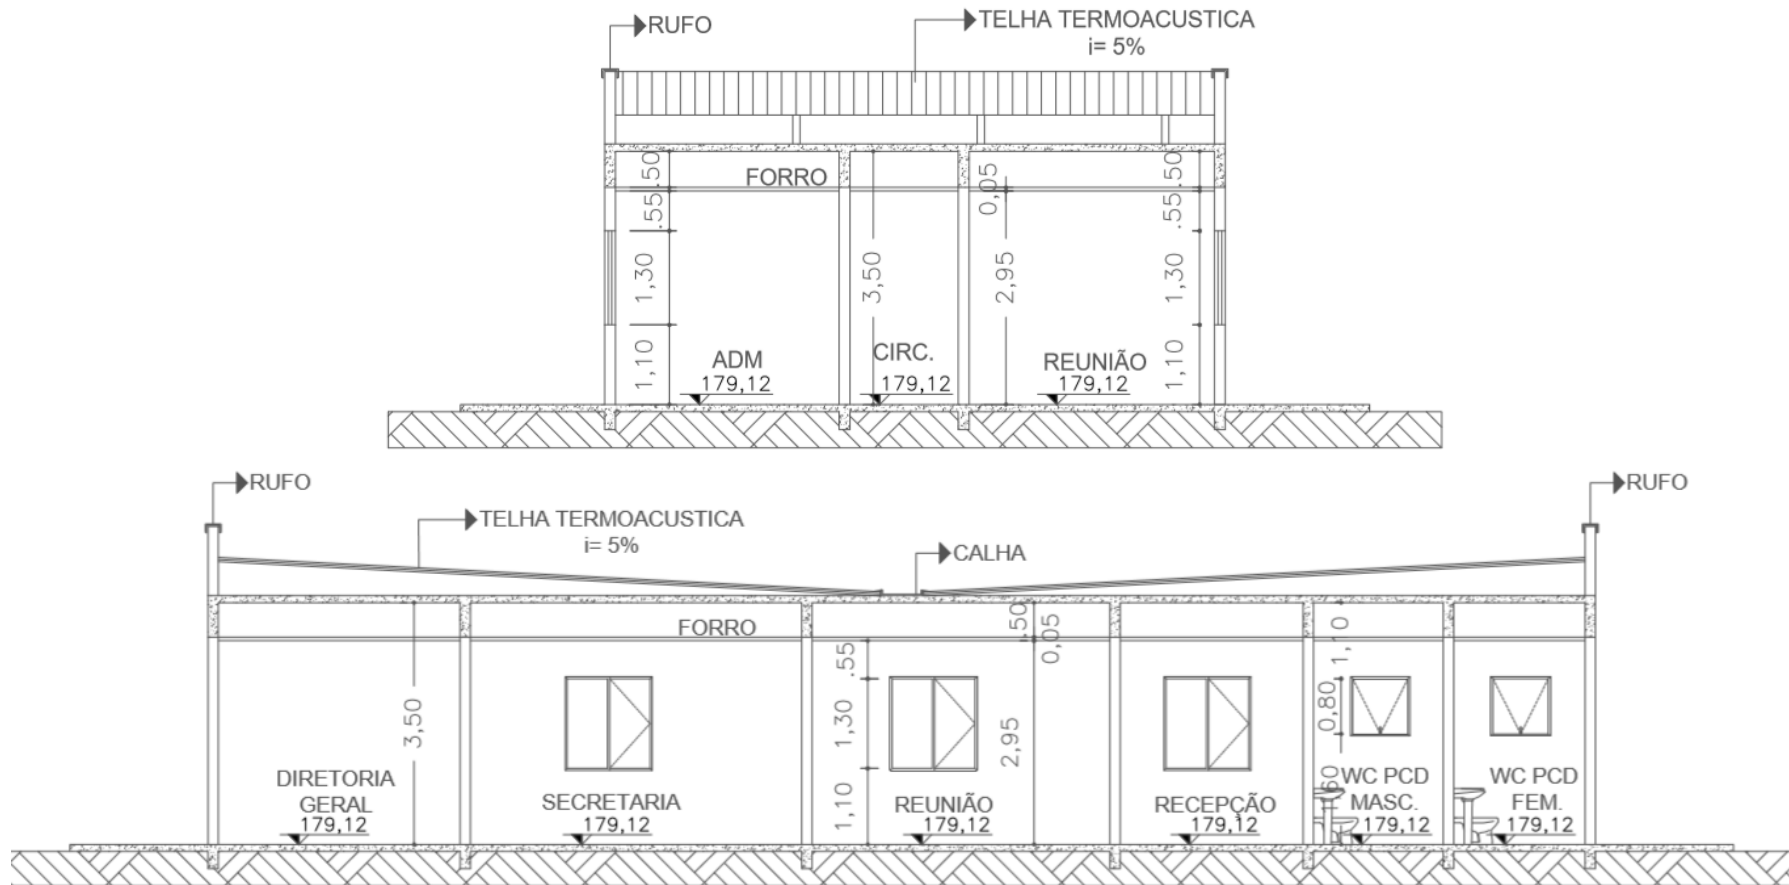 RUFO
TELHA TERMOACUSTICA
i= 5%
.50
FORRO
0,05
.50
.55
.55
1,30
3,50
2,95
1,30
1,10
ADM
179,12
CIRC.
179,12
REUNIÃO
179,12
1,10
RUFO
RUFO
TELHA TERMOACUSTICA
i= 5%
CALHA
FORRO
.50
0,05
1,10
.55
3,50
1,30
2,95
0,80
DIRETORIA
GERAL
179,12
SECRETARIA
179,12
1,10
REUNIÃO
179,12
RECEPÇÃO
179,12
WC PCD
MASC.
179,12
WC PCD
FEM.
179,12